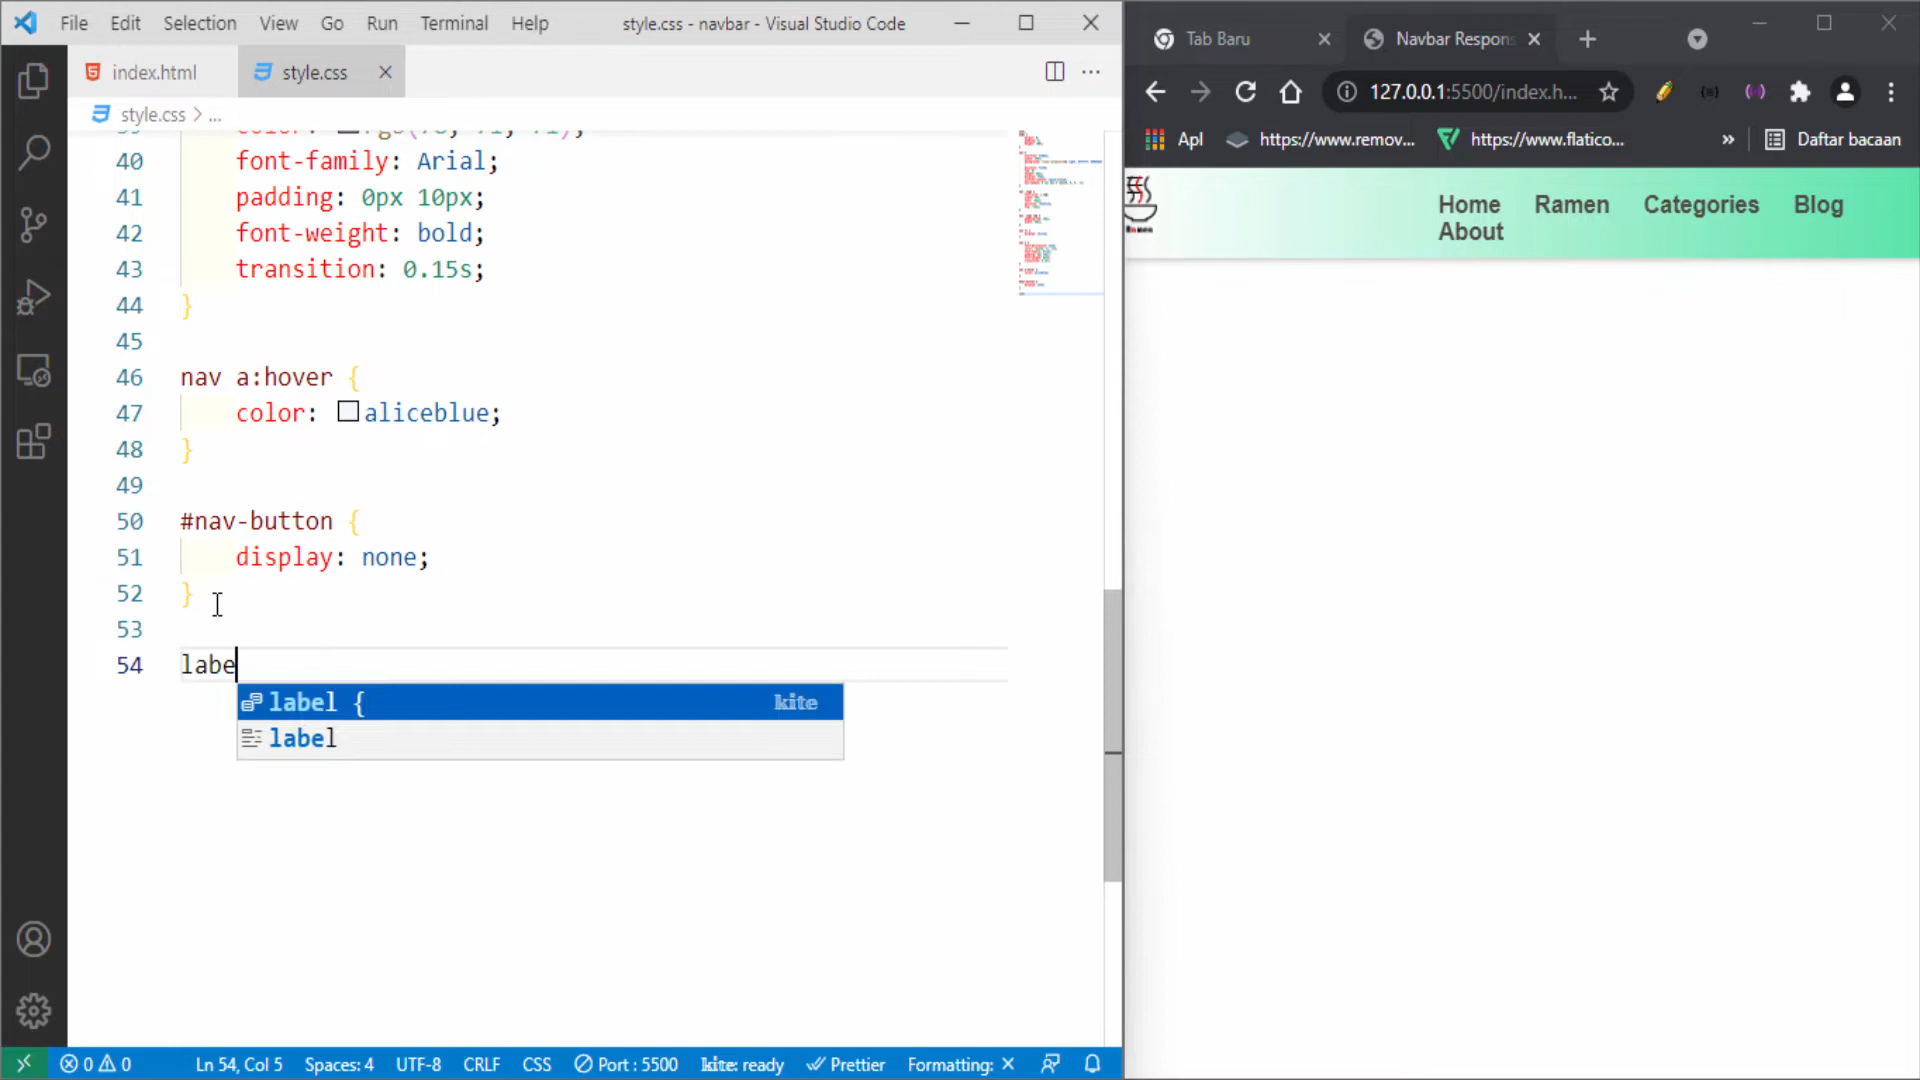 File Edit Selection View Go Run Terminal Help style.css - navbar - Visual Studio Code
index.html style.css
style.css > ...
40 font-family: Arial;
41 padding: 0px 10px;
42 font-weight: bold;
43 transition: 0.15s;
44 }
45
46 nav a:hover {
47 color: aliceblue;
48 }
49
50 #nav-button {
51 display: none;
52 }
53
54 labe
label { kite
label
0 0 Ln 54, Col 5 Spaces: 4 UTF-8 CRLF CSS Port : 5500 kite: ready Prettier Formatting: ×
Tab Baru Navbar Respons
127.0.0.1:5500/index.h...
Apl https://www.remov... https://www.flatico... » Daftar bacaan
Home Ramen Categories Blog
About